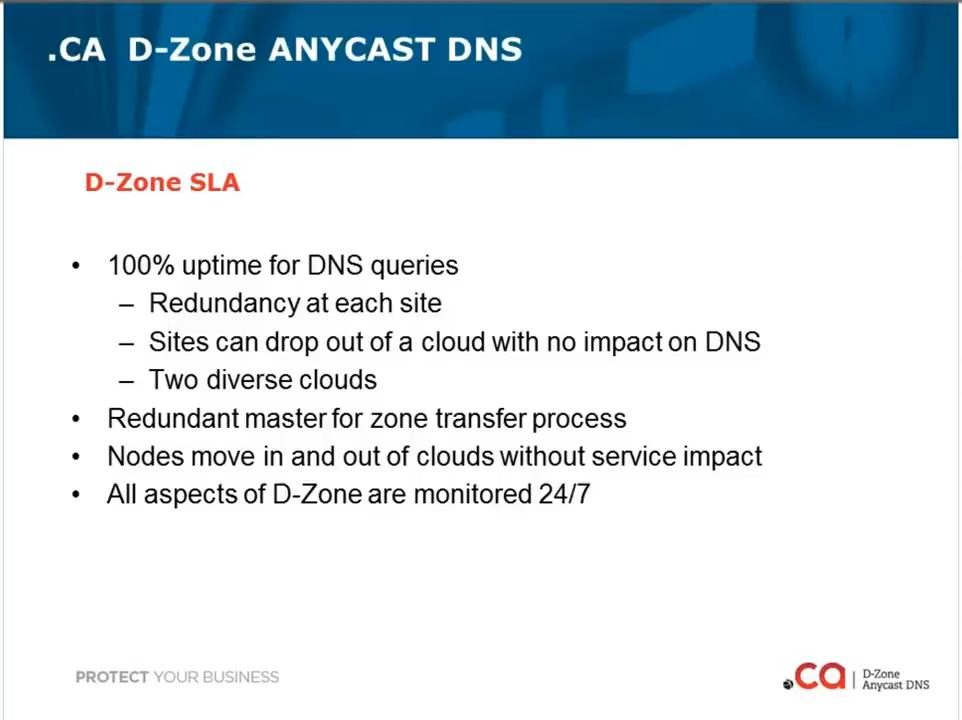 .CA D-Zone ANYCAST DNS
D-Zone SLA
• 100% uptime for DNS queries
– Redundancy at each site
– Sites can drop out of a cloud with no impact on DNS
– Two diverse clouds
• Redundant master for zone transfer process
• Nodes move in and out of clouds without service impact
• All aspects of D-Zone are monitored 24/7
PROTECT YOUR BUSINESS
.ca | D-Zone
Anycast DNS